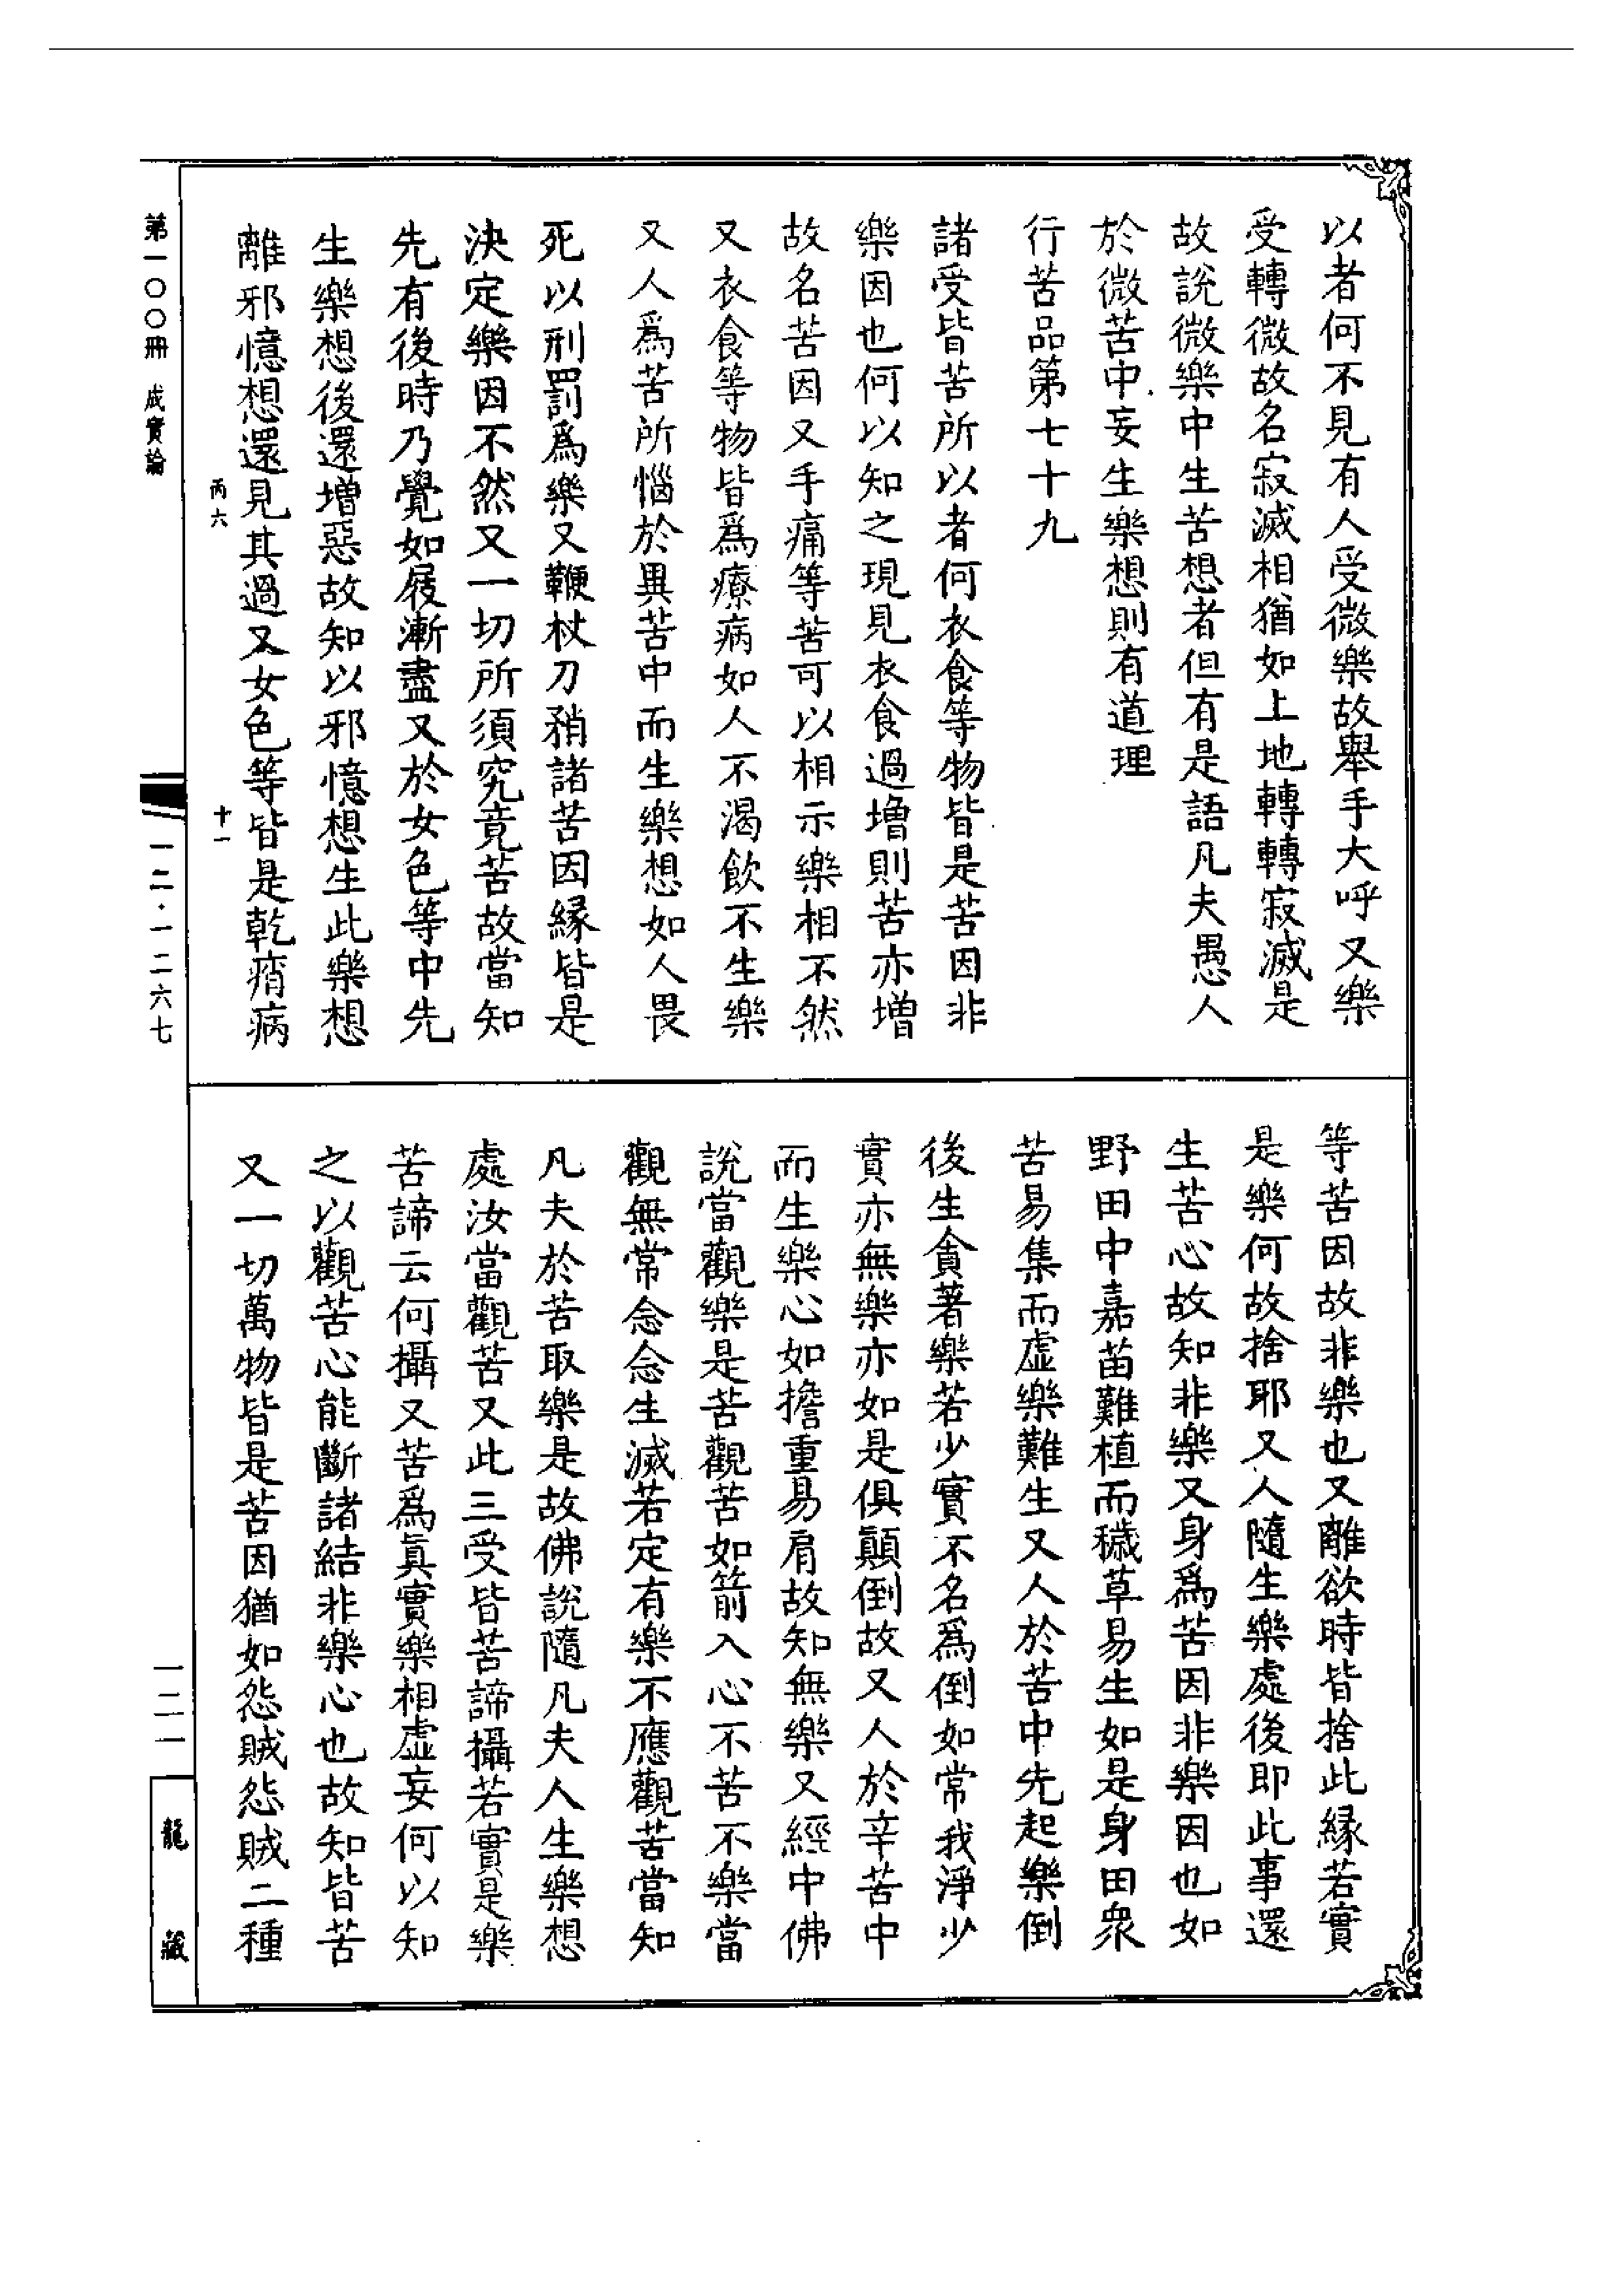 以者何不見有人受微樂故舉手大呼又樂
受轉微故名寂滅相猶如上地轉轉寂滅是
故説微樂中生苦想者但有是語凡夫愚人
於微苦中妄生樂想則有道理
行苦品第七十九
諸受皆苦所以者何衣食等物皆是苦因非
樂因也何以知之現見衣食過增則苦亦增
故名苦因又手痛等苦可以相示樂相不然
又衣食等物皆爲療病如人不渴飲不生樂
又人爲苦所惱於異苦中而生樂想如人畏
死以刑罰爲樂又鞭杖刀矟諸苦因緣皆是
決定樂因不然又一切所須究竟苦故當知
先有後時乃覺如屐漸盡又於女色等中先
生樂想後還增惡故知以邪憶想生此樂想
離邪憶想還見其過又女色等皆是乾痟病
等苦因故非樂也又離欲時皆捨此緣若實
是樂何故捨耶又人隨生樂處後即此事還
生苦心故知非樂又身爲苦因非樂因也如
野田中嘉苗難植而穢草易生如是身田衆
苦易集而虛樂難生又人於苦中先起樂倒
後生貪著樂若少實不名爲倒如常我淨少
實亦無樂亦如是俱顛倒故又人於辛苦中
而生樂心如擔重易肩故知無樂又經中佛
説當觀樂是苦觀苦如箭入心不苦不樂當
觀無常念念生滅若定有樂不應觀苦當知
凡夫於苦取樂是故佛説隨凡夫人生樂想
處汝當觀苦又此三受皆苦諦攝若實是樂
苦諦云何攝又苦爲眞實樂相虛妄何以知
之以觀苦心能斷諸結非樂心也故知皆苦
又一切萬物皆是苦因猶如怨賊怨賊二種
丙六
十一
第一〇〇冊 成實論
一二·一二六七
一二一
龍藏